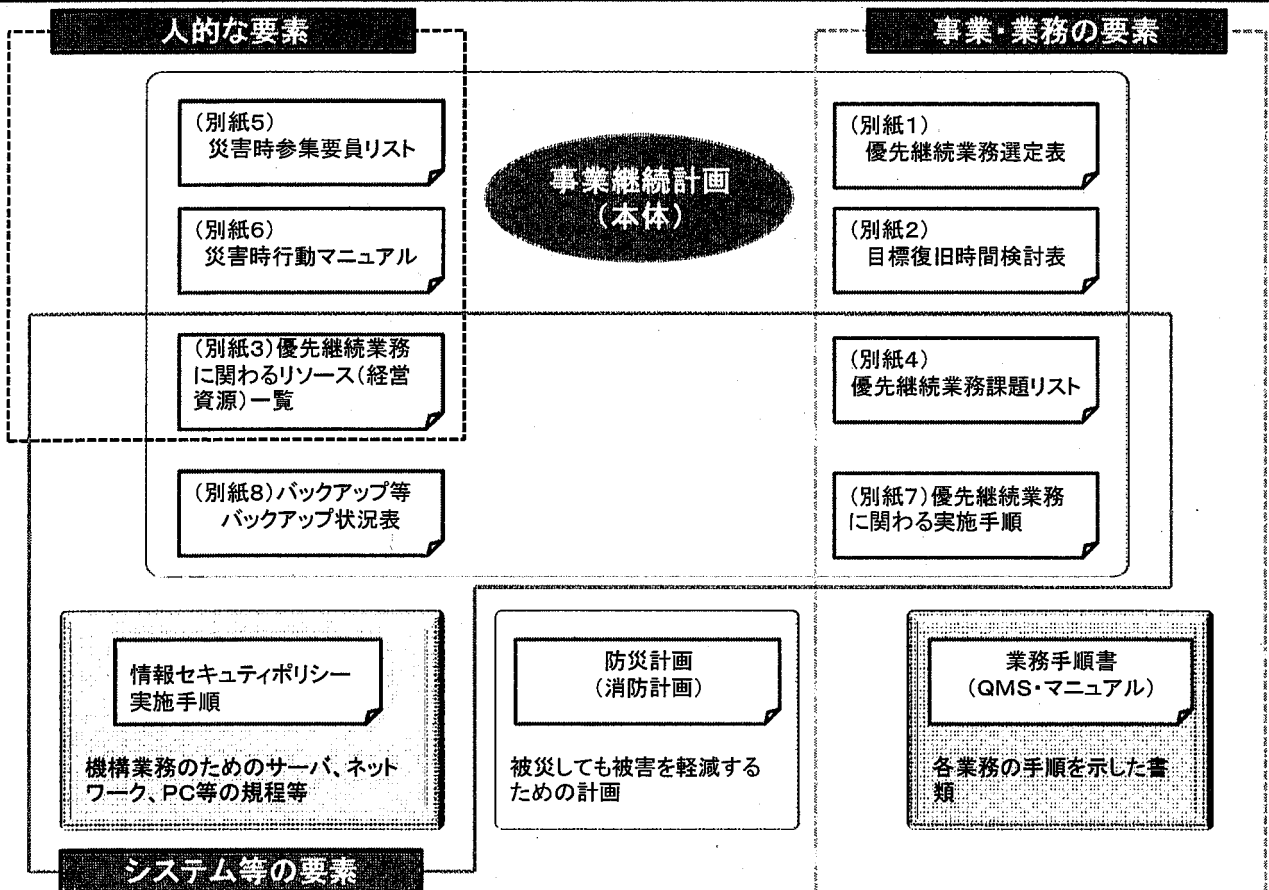 人的な要素
事業・業務の要素
(別紙5)
災害時参集要員リスト
事業継続計画
(本体)
(別紙1)
優先継続業務選定表
(別紙6)
災害時行動マニュアル
(別紙2)
目標復旧時間検討表
(別紙3)優先継続業務
に関わるリソース(経営
資源)一覧
(別紙4)
優先継続業務課題リスト
(別紙8)バックアップ等
バックアップ状況表
(別紙7)優先継続業務
に関わる実施手順
情報セキュティポリシー
実施手順
機構業務のためのサーバ、ネット
ワーク、PC等の規程等
防災計画
(消防計画)
被災しても被害を軽減する
ための計画
業務手順書
(QMS・マニュアル)
各業務の手順を示した書
類
システム等の要素